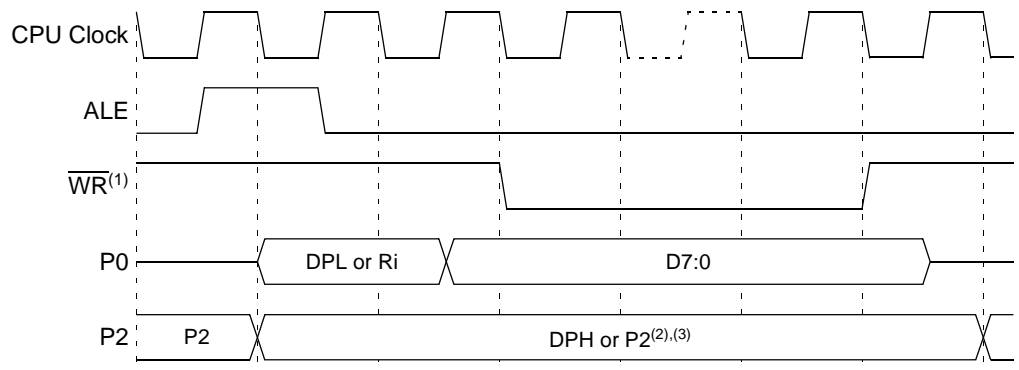 CPU Clock
ALE
WR(1)
P0 DPL or Ri D7:0
P2 P2 DPH or P2(2),(3)